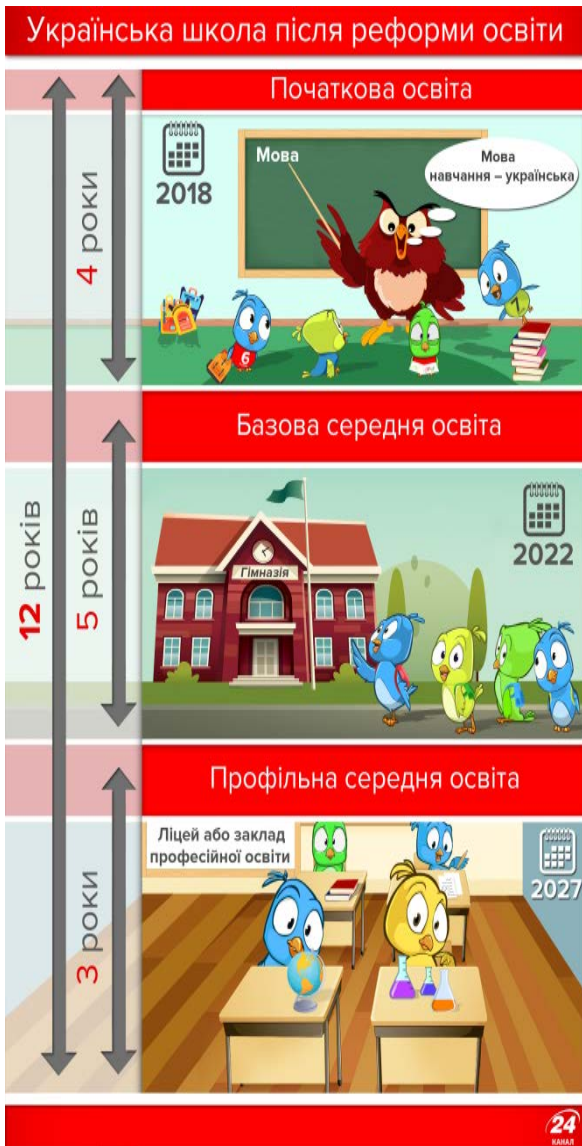 Українська школа після реформи освіти
Початкова освіта
2018
Мова
Мова
навчання – українська
6
4 роки
Базова середня освіта
2022
Гімназія
12 років
5 років
Профільна середня освіта
Ліцей або заклад
професійної освіти
2027
3 роки
24
КАНАЛ